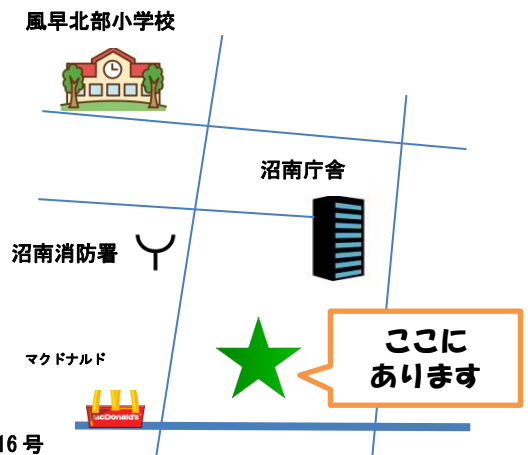 風早北部小学校
沼南庁舎
沼南消防署
ここに
あります
マクドナルド
McDonald's
16号